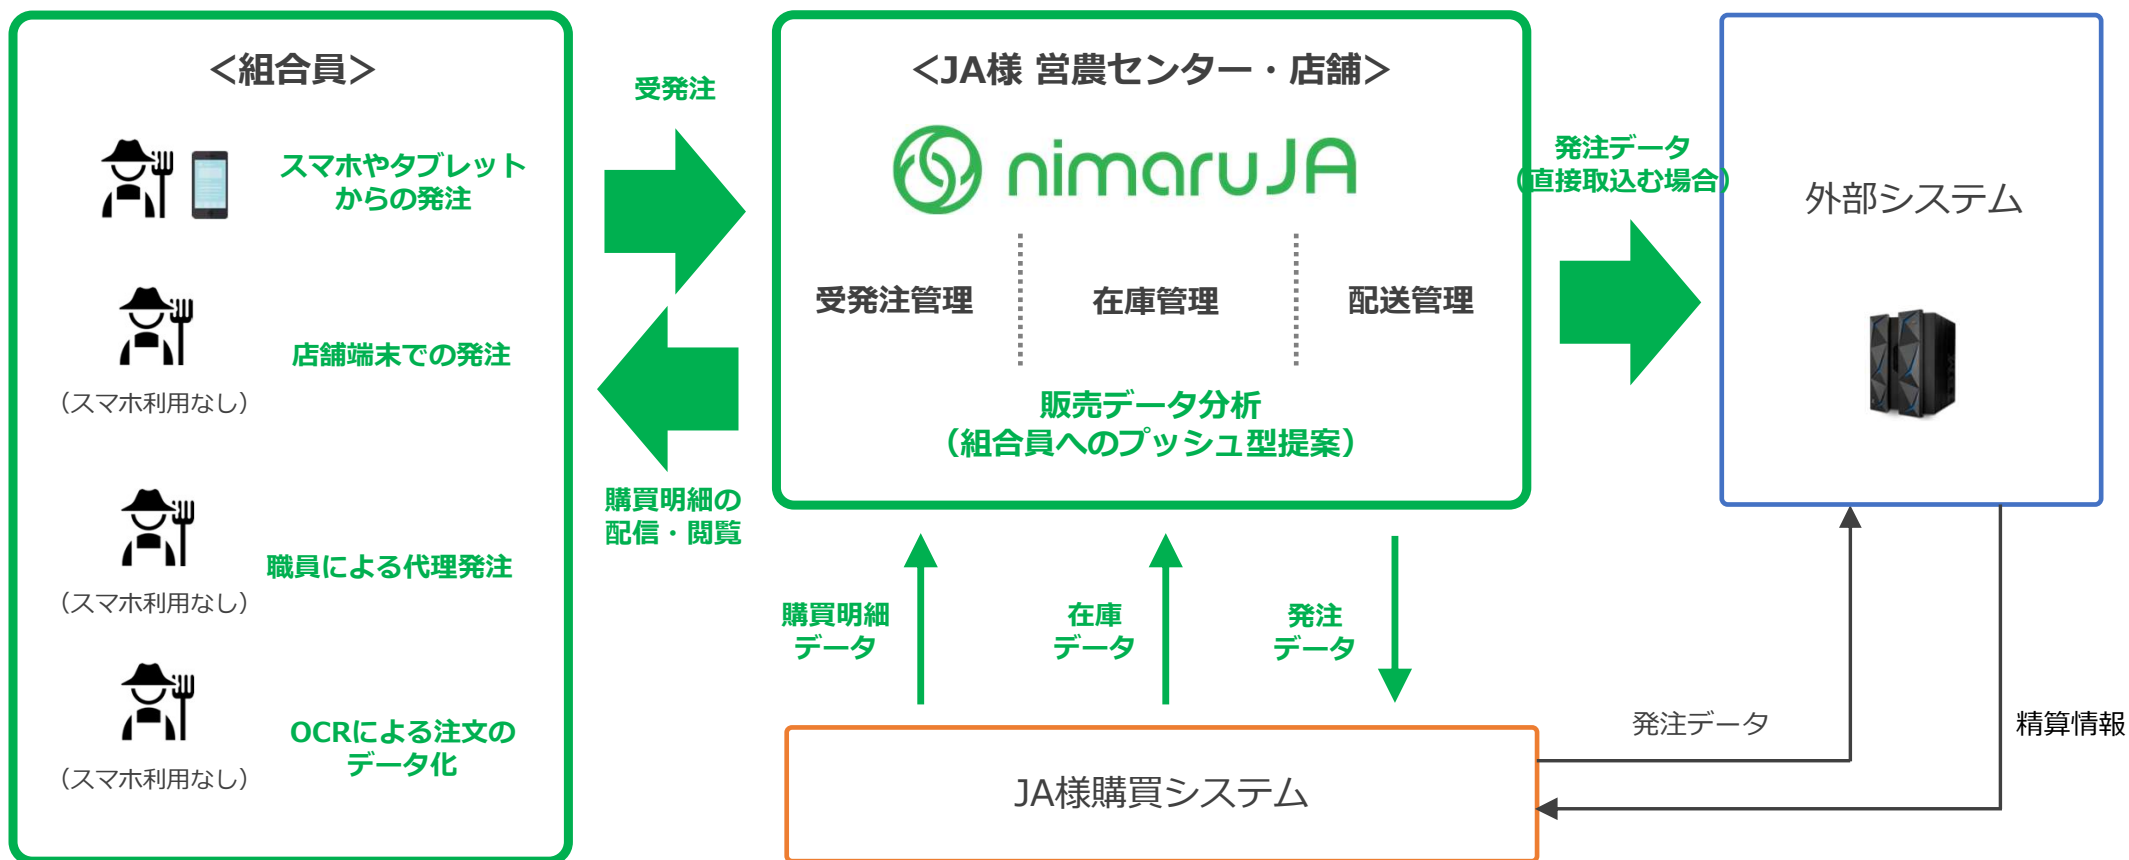 ＜組合員＞
スマホやタブレット
からの発注
店舗端末での発注
（スマホ利用なし）
職員による代理発注
（スマホ利用なし）
OCRによる注文の
データ化
（スマホ利用なし）
受発注
購買明細の
配信・閲覧
＜JA様 営農センター・店舗＞
nimaruJA
受発注管理
在庫管理
配送管理
販売データ分析
（組合員へのプッシュ型提案）
発注データ
（直接取込む場合）
外部システム
購買明細
データ
在庫
データ
発注
データ
JA様購買システム
発注データ
精算情報